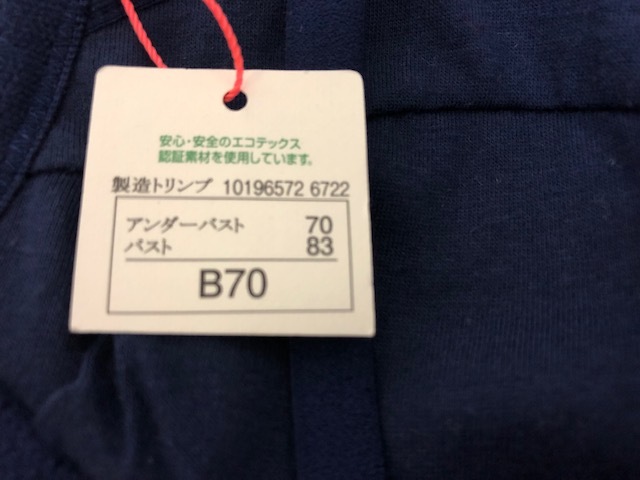 安心・安全のエコテックス
認証素材を使用しています。
製造トリンプ 10196572 6722
アンダーバスト 70
バスト 83
B70